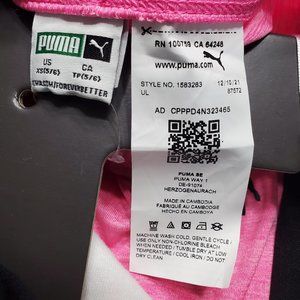 PUMA
US CA
XS(5/6) TP(5/6)
RN 100739 CA 64248
www.puma.com
PUMA
STYLE NO. 1583283 12/10/21
UL 87572
AD CPPPD4N323465
PUMA SE
PUMA WAY 1
DE-91074
HERZOGENAURACH
MADE IN CAMBODIA
FABRIQUE AU CAMBODGE
HECHO EN CAMBOYA
MACHINE WASH COLD, GENTLE CYCLE /
USE ONLY NON-CHLORINE BLEACH
WHEN NEEDED / TUMBLE DRY AT LOW
TEMPERATURE / COOL IRON / DO NOT
DRY CLEAN